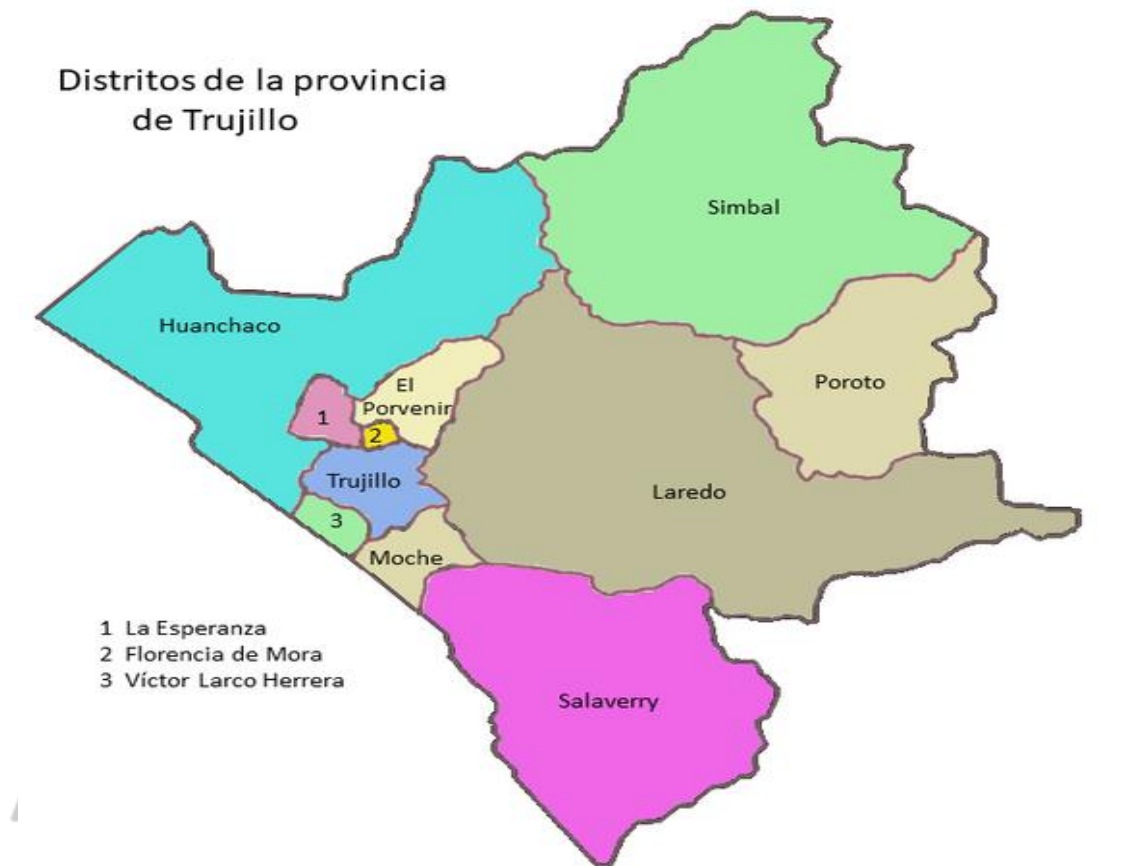 Distritos de la provincia
de Trujillo
Simbal
Huanchaco
Poroto
El
Porvenir
1
2
Trujillo
Laredo
3
Moche
1 La Esperanza
2 Florencia de Mora
3 Víctor Larco Herrera
Salaverry